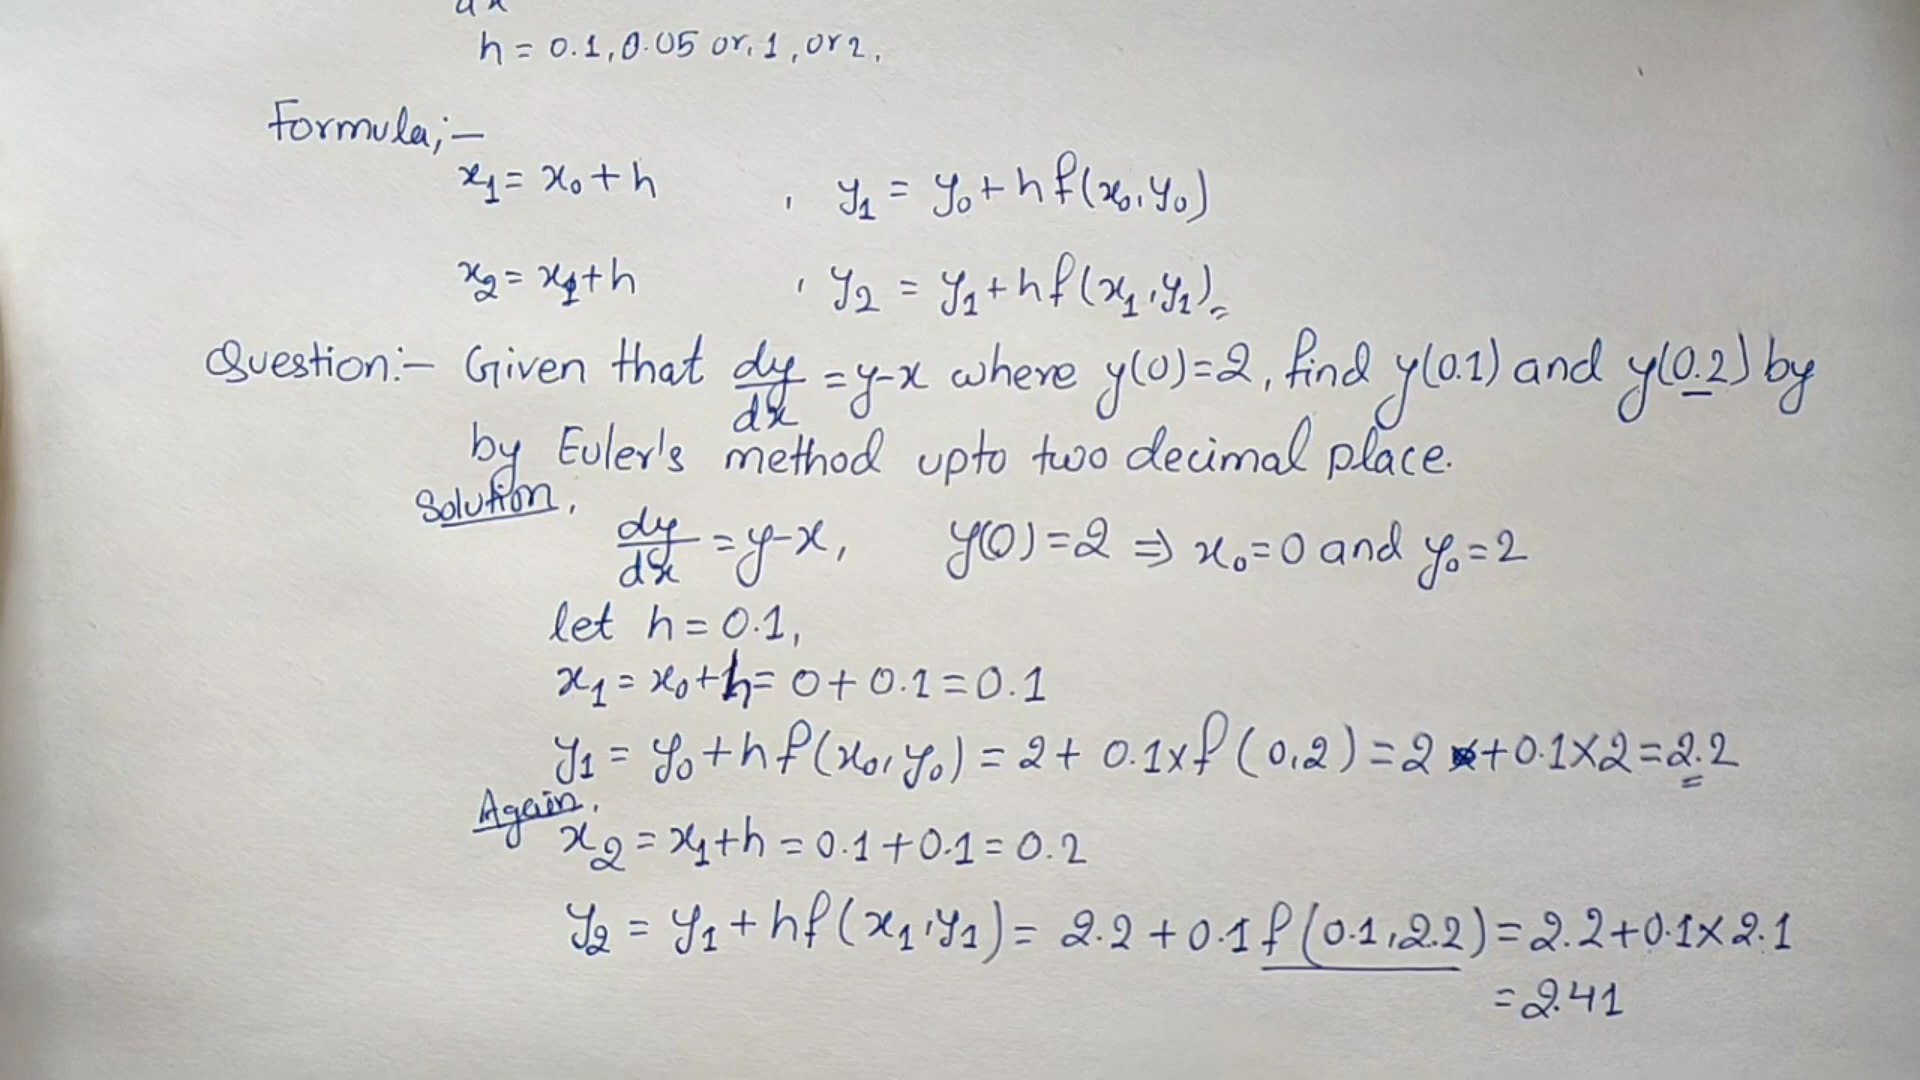 h = 0.1, 0.05 or, 1, or 2,
Formula;-
x₁ = x₀ + h , y₁ = y₀ + h f(x₀, y₀)
x₂ = x₁ + h , y₂ = y₁ + h f(x₁, y₁) =
Question:- Given that dy/dx = y-x where y(0)=2, find y(0.1) and y(0.2) by
by Euler's method upto two decimal place.
Solution,
dy/dx = y-x, y(0)=2 ⇒ x₀=0 and y₀=2
let h = 0.1,
x₁ = x₀ + h = 0 + 0.1 = 0.1
y₁ = y₀ + h f(x₀, y₀) = 2 + 0.1 x f(0,2) = 2 + 0.1 × 2 = 2.2
Again,
x₂ = x₁ + h = 0.1 + 0.1 = 0.2
y₂ = y₁ + h f(x₁, y₁) = 2.2 + 0.1 f(0.1, 2.2) = 2.2 + 0.1 × 2.1
= 2.41